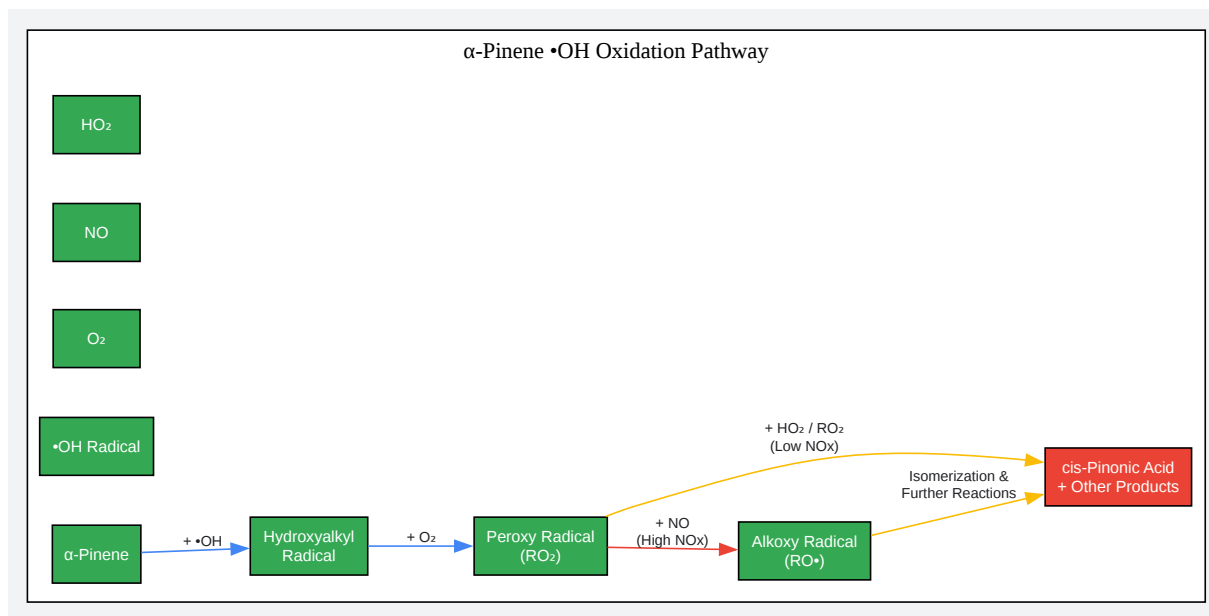 α-Pinene •OH Oxidation Pathway
HO₂
NO
O₂
•OH Radical
+ HO₂ / RO₂
(Low NOx)
cis-Pinonic Acid
+ Other Products
Isomerization &
Further Reactions
α-Pinene
+ •OH
Hydroxyalkyl
Radical
+ O₂
Peroxy Radical
(RO₂)
+ NO
(High NOx)
Alkoxy Radical
(RO•)